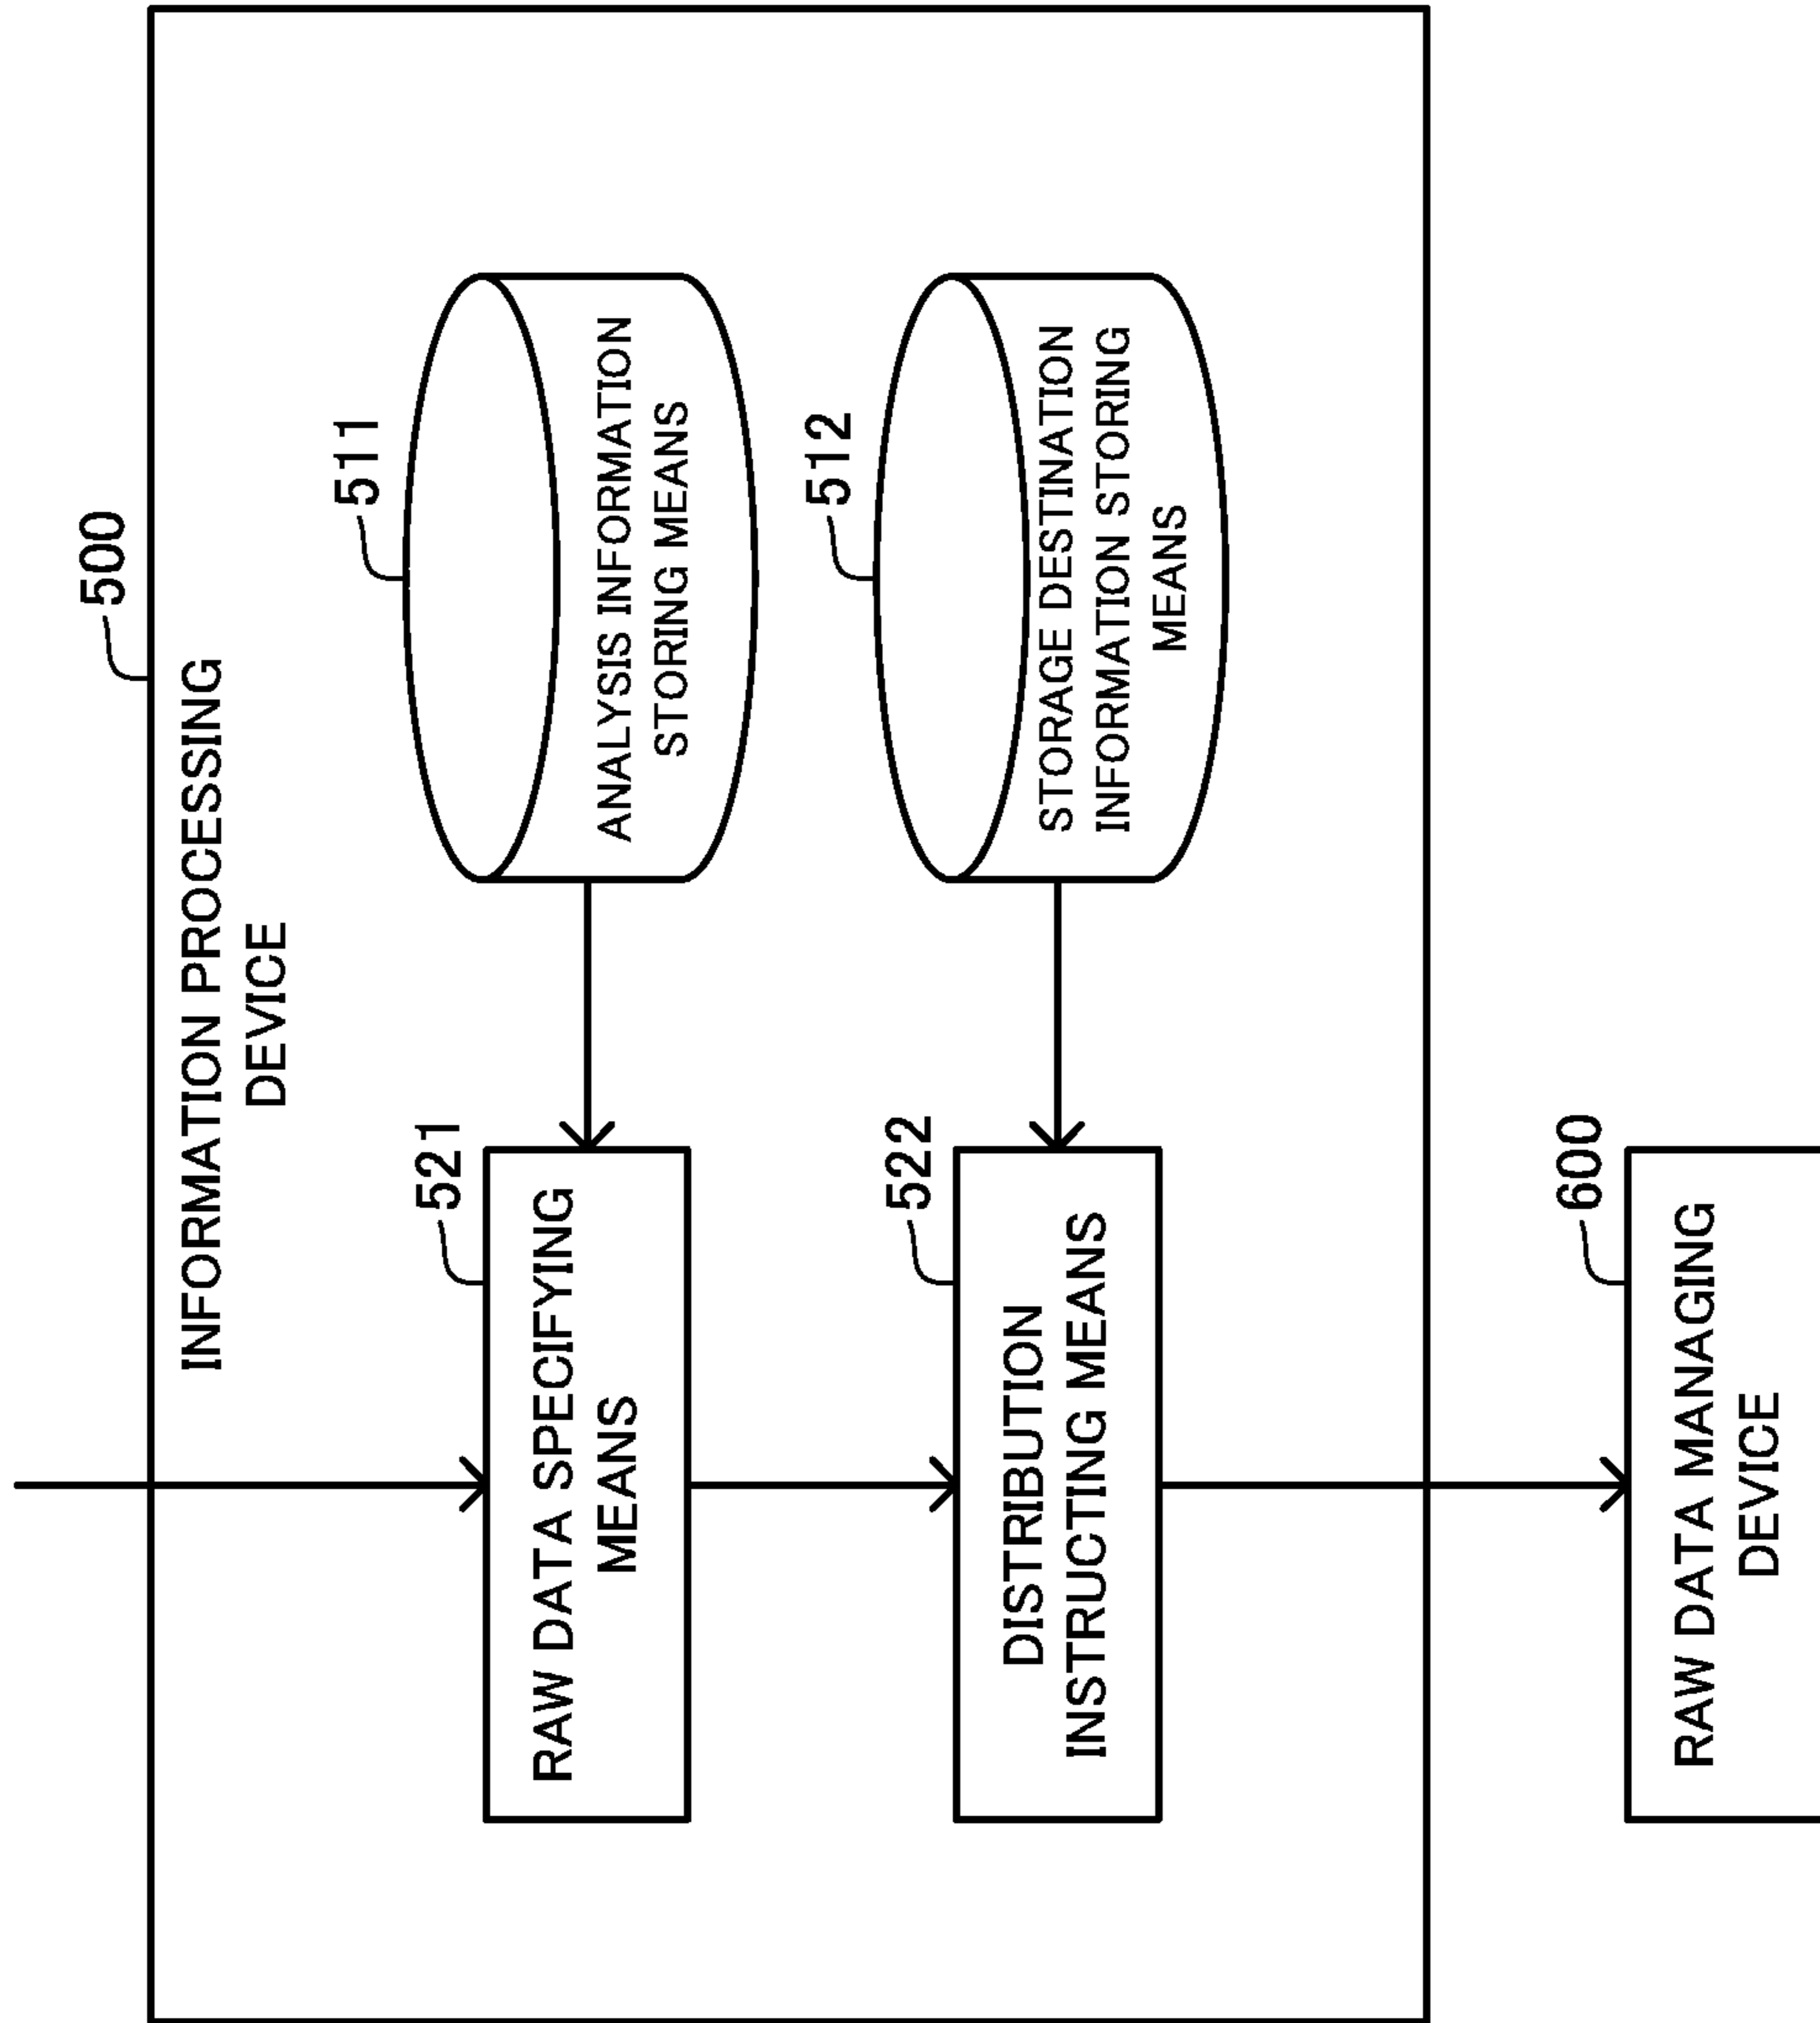 500
INFORMATION PROCESSING
DEVICE
511
ANALYSIS INFORMATION
STORING MEANS
521
RAW DATA SPECIFYING
MEANS
512
STORAGE DESTINATION
INFORMATION STORING
MEANS
522
DISTRIBUTION
INSTRUCTING MEANS
600
RAW DATA MANAGING
DEVICE